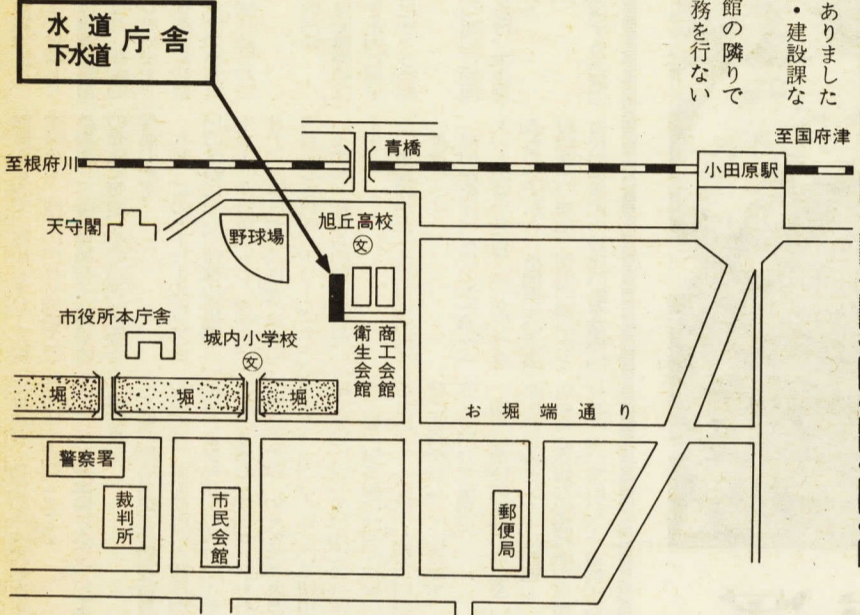 ありました
・建設課な
館の隣りで
務を行ない
水道
下水道
庁舎
至国府津
青橋
至根府川
小田原駅
天守閣
野球場
旭丘高校
文
市役所本庁舎
城内小学校
文
衛生会館
商工会館
堀
堀
堀
お堀端通り
警察署
裁判所
市民会館
郵便局